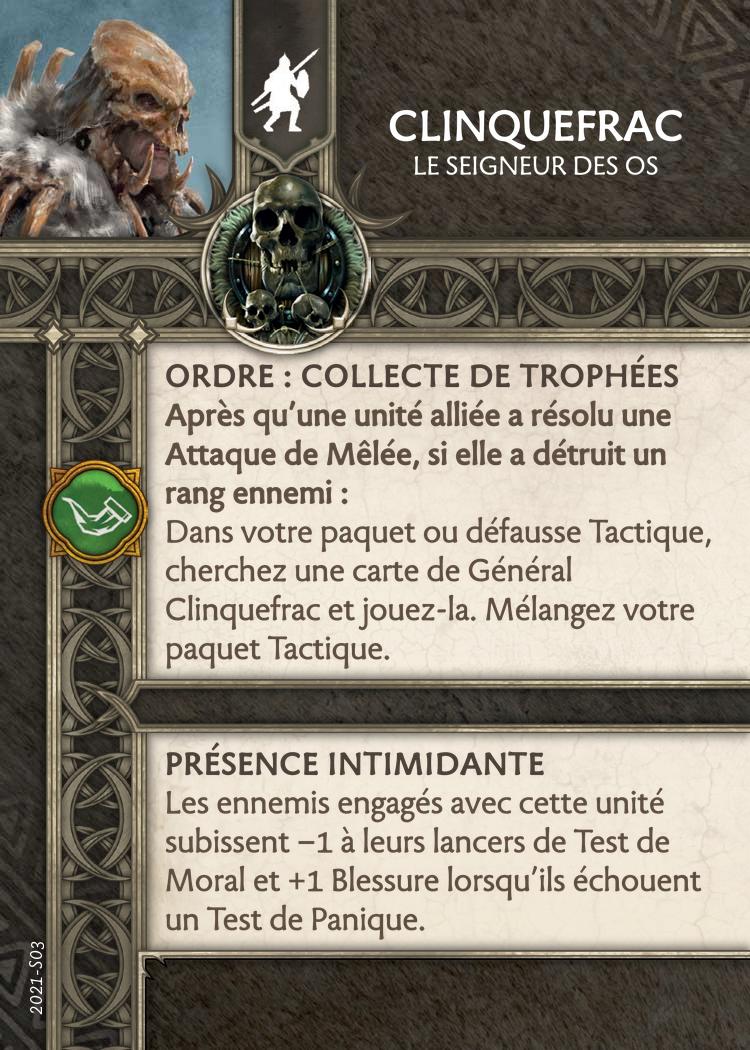 CLINQUEFRAC
LE SEIGNEUR DES OS
ORDRE : COLLECTE DE TROPHÉES
Après qu’une unité alliée a résolu une
Attaque de Mêlée, si elle a détruit un
rang ennemi :
Dans votre paquet ou défausse Tactique,
cherchez une carte de Général
Clinquefrac et jouez-la. Mélangez votre
paquet Tactique.
PRÉSENCE INTIMIDANTE
Les ennemis engagés avec cette unité
subissent −1 à leurs lancers de Test de
Moral et +1 Blessure lorsqu’ils échouent
un Test de Panique.
2021-S03